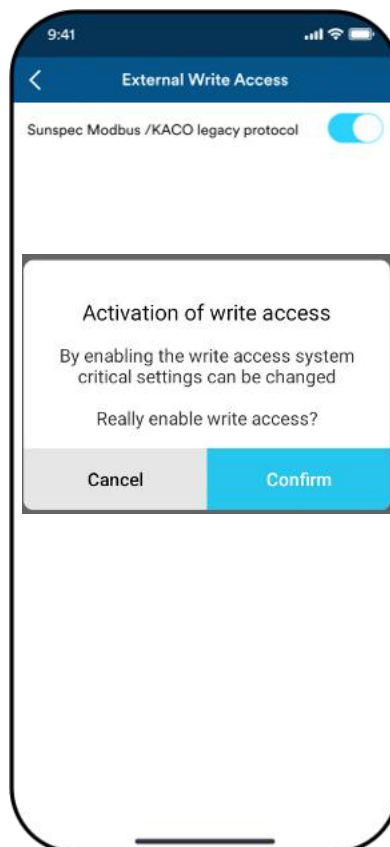 9:41
External Write Access
Sunspec Modbus /KACO legacy protocol
Activation of write access
By enabling the write access system
critical settings can be changed
Really enable write access?
Cancel
Confirm